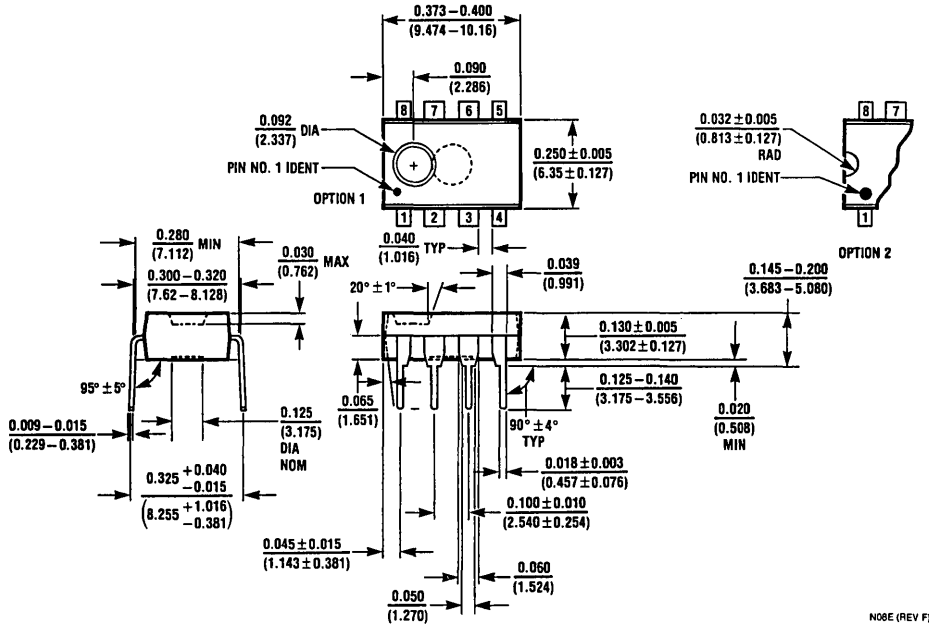 0.373–0.400
(9.474–10.16)
0.090
(2.286)
8 7 6 5
0.092 DIA
(2.337)
PIN NO. 1 IDENT
OPTION 1
1 2 3 4
0.250 ± 0.005
(6.35 ± 0.127)
0.032 ± 0.005
(0.813 ± 0.127)
RAD
PIN NO. 1 IDENT
8 7
1
OPTION 2
0.280 MIN
(7.112)
0.300–0.320
(7.62–8.128)
0.030 MAX
(0.762)
0.040 TYP
(1.016)
20° ± 1°
0.039
(0.991)
0.145–0.200
(3.683–5.080)
0.130 ± 0.005
(3.302 ± 0.127)
95° ± 5°
0.009–0.015
(0.229–0.381)
0.125
(3.175)
DIA
NOM
0.065
(1.651)
90° ± 4°
TYP
0.125–0.140
(3.175–3.556)
0.020
(0.508)
MIN
0.018 ± 0.003
(0.457 ± 0.076)
0.325 +0.040
−0.015
(8.255 +1.016
−0.381)
0.100 ± 0.010
(2.540 ± 0.254)
0.045 ± 0.015
(1.143 ± 0.381)
0.060
(1.524)
0.050
(1.270)
N08E (REV F)